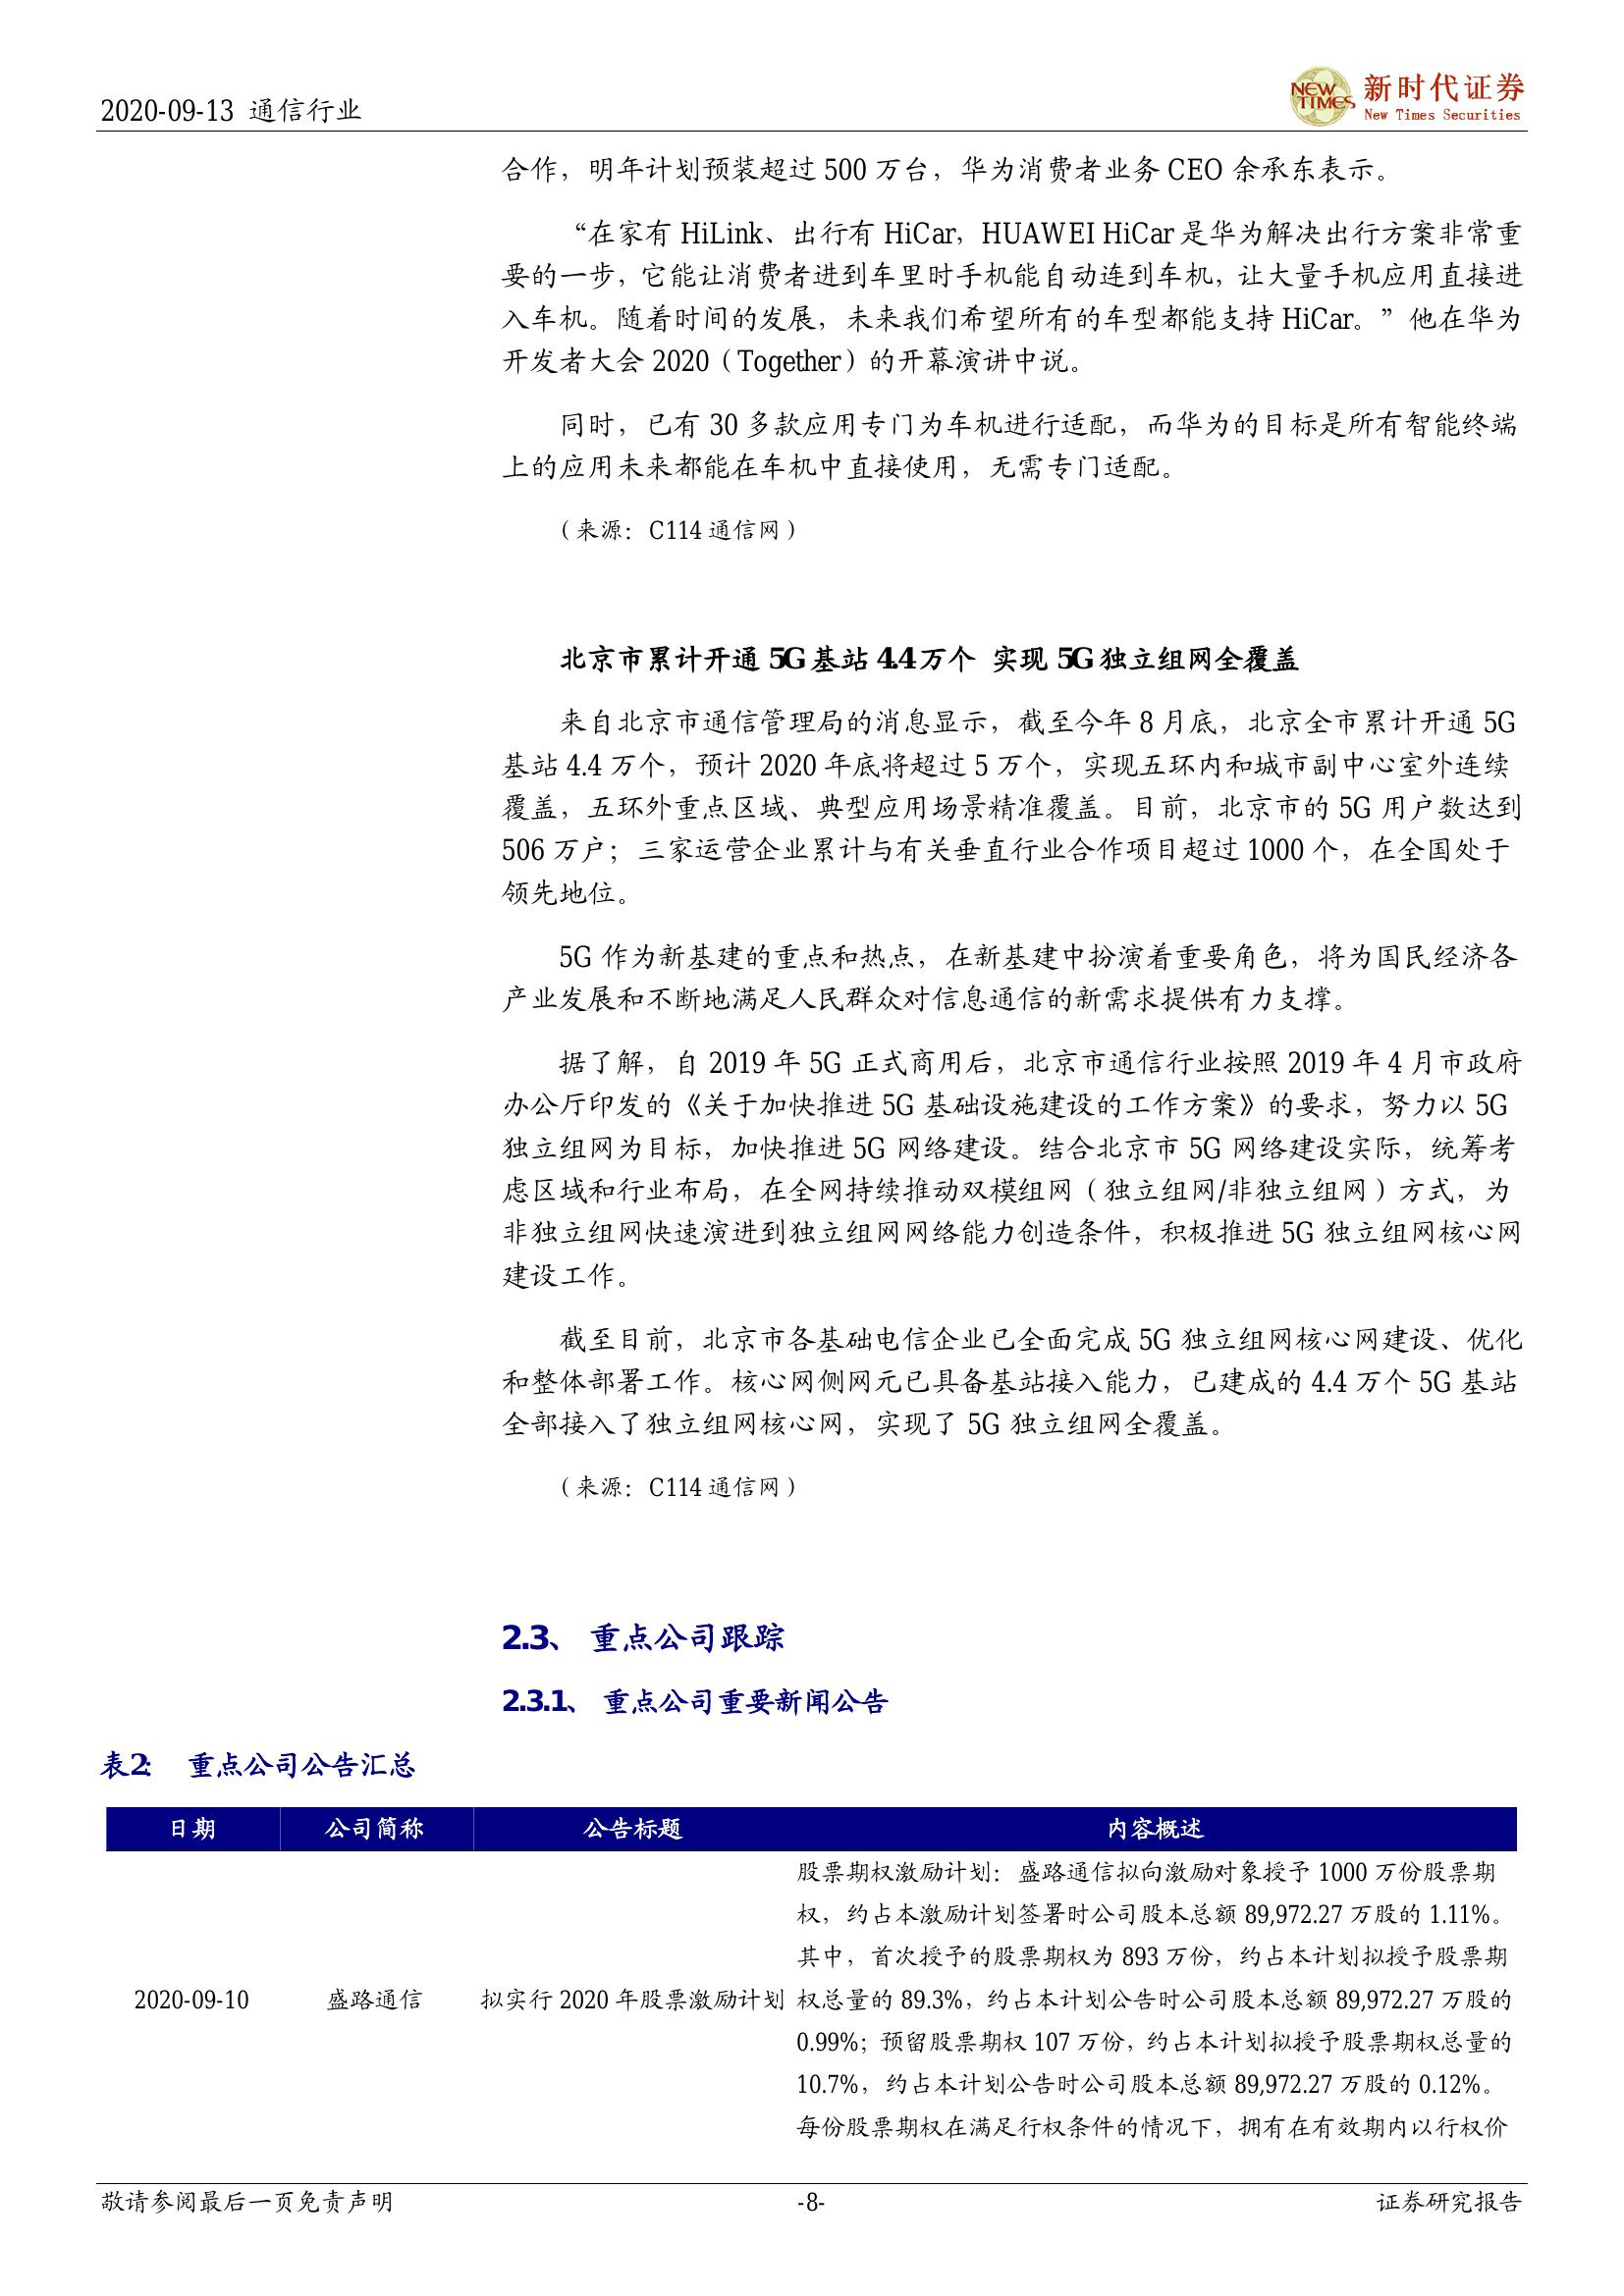 2020-09-13 通信行业
NEW TIMES 新时代证券
New Times Securities
合作，明年计划预装超过 500 万台，华为消费者业务 CEO 余承东表示。
“在家有 HiLink、出行有 HiCar，HUAWEI HiCar 是华为解决出行方案非常重
要的一步，它能让消费者进到车里时手机能自动连到车机，让大量手机应用直接进
入车机。随着时间的发展，未来我们希望所有的车型都能支持 HiCar。”他在华为
开发者大会 2020（Together）的开幕演讲中说。
同时，已有 30 多款应用专门为车机进行适配，而华为的目标是所有智能终端
上的应用未来都能在车机中直接使用，无需专门适配。
（来源：C114 通信网）
北京市累计开通 5G 基站 4.4 万个 实现 5G 独立组网全覆盖
来自北京市通信管理局的消息显示，截至今年 8 月底，北京全市累计开通 5G
基站 4.4 万个，预计 2020 年底将超过 5 万个，实现五环内和城市副中心室外连续
覆盖，五环外重点区域、典型应用场景精准覆盖。目前，北京市的 5G 用户数达到
506 万户；三家运营企业累计与有关垂直行业合作项目超过 1000 个，在全国处于
领先地位。
5G 作为新基建的重点和热点，在新基建中扮演着重要角色，将为国民经济各
产业发展和不断地满足人民群众对信息通信的新需求提供有力支撑。
据了解，自 2019 年 5G 正式商用后，北京市通信行业按照 2019 年 4 月市政府
办公厅印发的《关于加快推进 5G 基础设施建设的工作方案》的要求，努力以 5G
独立组网为目标，加快推进 5G 网络建设。结合北京市 5G 网络建设实际，统筹考
虑区域和行业布局，在全网持续推动双模组网（独立组网/非独立组网）方式，为
非独立组网快速演进到独立组网网络能力创造条件，积极推进 5G 独立组网核心网
建设工作。
截至目前，北京市各基础电信企业已全面完成 5G 独立组网核心网建设、优化
和整体部署工作。核心网侧网元已具备基站接入能力，已建成的 4.4 万个 5G 基站
全部接入了独立组网核心网，实现了 5G 独立组网全覆盖。
（来源：C114 通信网）
2.3、 重点公司跟踪
2.3.1、 重点公司重要新闻公告
表2： 重点公司公告汇总
日期 公司简称 公告标题 内容概述
股票期权激励计划：盛路通信拟向激励对象授予 1000 万份股票期
权，约占本激励计划签署时公司股本总额 89,972.27 万股的 1.11%。
其中，首次授予的股票期权为 893 万份，约占本计划拟授予股票期
2020-09-10 盛路通信 拟实行 2020 年股票激励计划 权总量的 89.3%，约占本计划公告时公司股本总额 89,972.27 万股的
0.99%；预留股票期权 107 万份，约占本计划拟授予股票期权总量的
10.7%，约占本计划公告时公司股本总额 89,972.27 万股的 0.12%。
每份股票期权在满足行权条件的情况下，拥有在有效期内以行权价
敬请参阅最后一页免责声明 -8- 证券研究报告